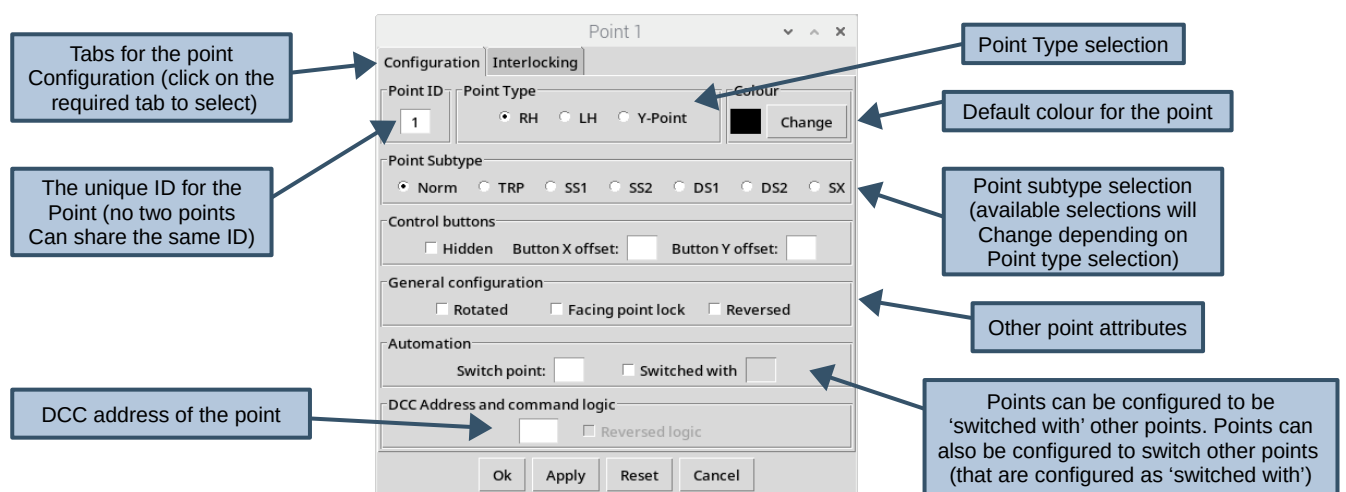 Point 1
Tabs for the point
Configuration (click on the
required tab to select)
Point Type selection
Configuration Interlocking
Point ID
Point Type
Colour
1
RH LH Y-Point
Change
Default colour for the point
The unique ID for the
Point (no two points
Can share the same ID)
Point Subtype
Norm TRP SS1 SS2 DS1 DS2 SX
Point subtype selection
(available selections will
Change depending on
Point type selection)
Control buttons
Hidden Button X offset: Button Y offset:
General configuration
Rotated Facing point lock Reversed
Other point attributes
Automation
Switch point: Switched with
DCC address of the point
DCC Address and command logic
Reversed logic
Points can be configured to be
‘switched with’ other points. Points can
also be configured to switch other points
(that are configured as ‘switched with’)
Ok Apply Reset Cancel